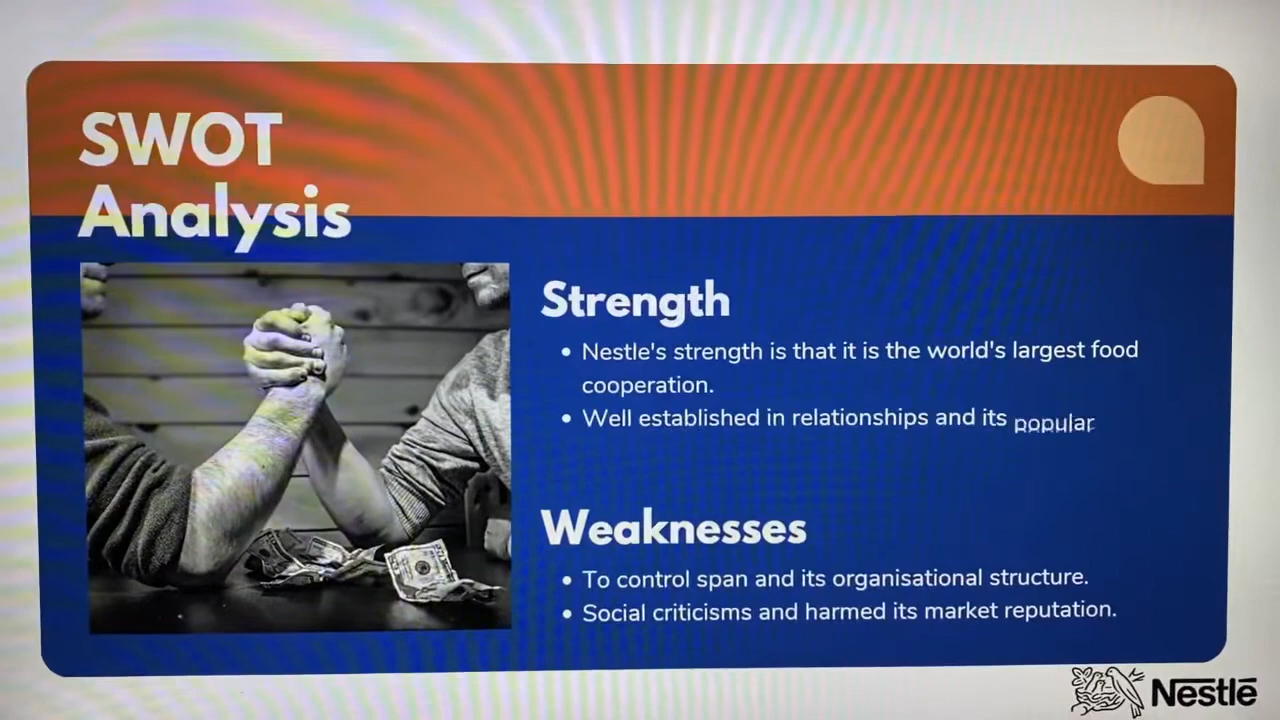 SWOT
Analysis
Strength
• Nestle's strength is that it is the world's largest food
cooperation.
• Well established in relationships and its popular
Weaknesses
• To control span and its organisational structure.
• Social criticisms and harmed its market reputation.
Nestlē